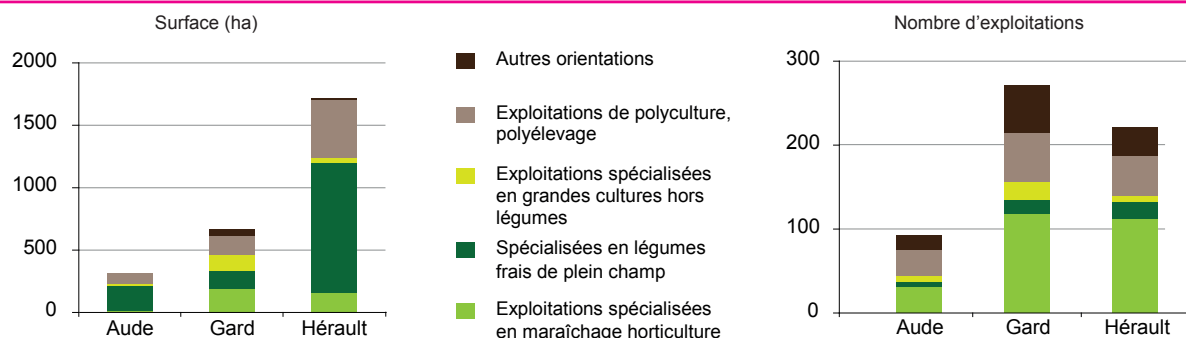 Surface (ha)
2000
1500
1000
500
0
Aude
Gard
Hérault
Autres orientations
Exploitations de polyculture,
polyélevage
Exploitations spécialisées
en grandes cultures hors
légumes
Spécialisées en légumes
frais de plein champ
Exploitations spécialisées
en maraîchage horticulture
Nombre d'exploitations
300
200
100
0
Aude
Gard
Hérault